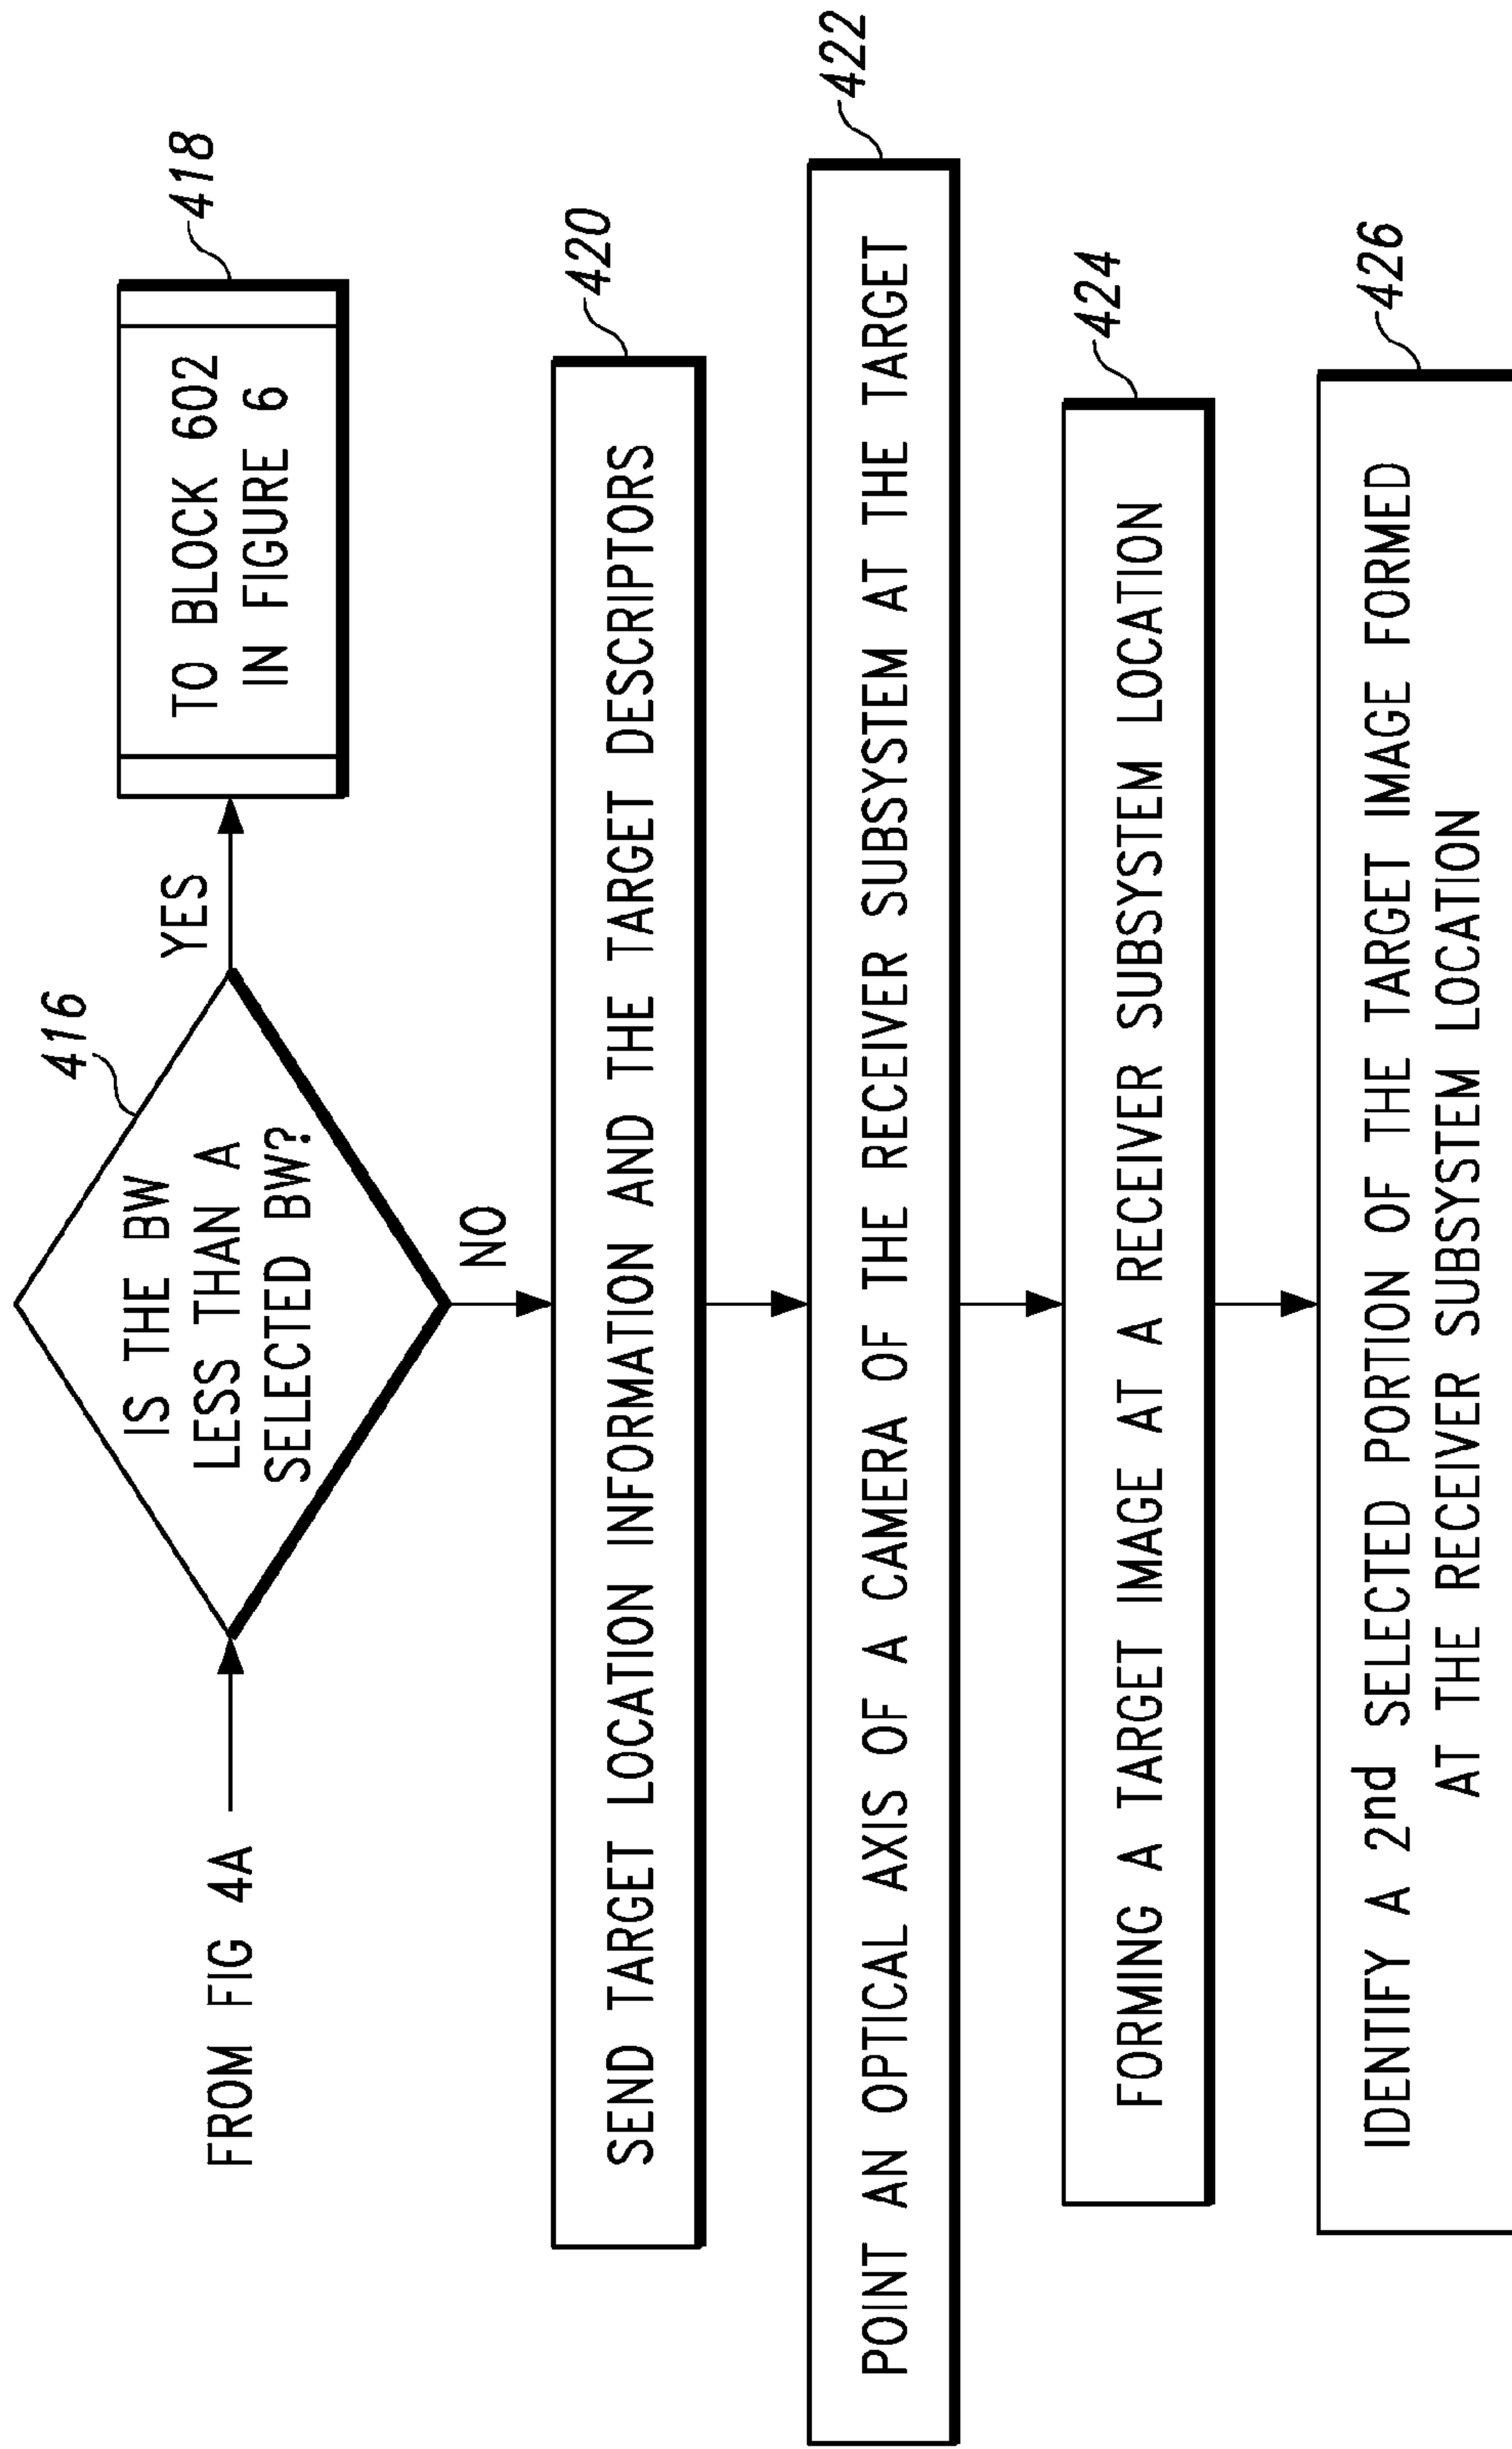 FROM FIG 4A
416
IS THE BW
LESS THAN A
SELECTED BW?
YES
418
TO BLOCK 602
IN FIGURE 6
NO
420
SEND TARGET LOCATION INFORMATION AND THE TARGET DESCRIPTORS
422
POINT AN OPTICAL AXIS OF A CAMERA OF THE RECEIVER SUBSYSTEM AT THE TARGET
424
FORMING A TARGET IMAGE AT A RECEIVER SUBSYSTEM LOCATION
426
IDENTIFY A 2nd SELECTED PORTION OF THE TARGET IMAGE FORMED
AT THE RECEIVER SUBSYSTEM LOCATION